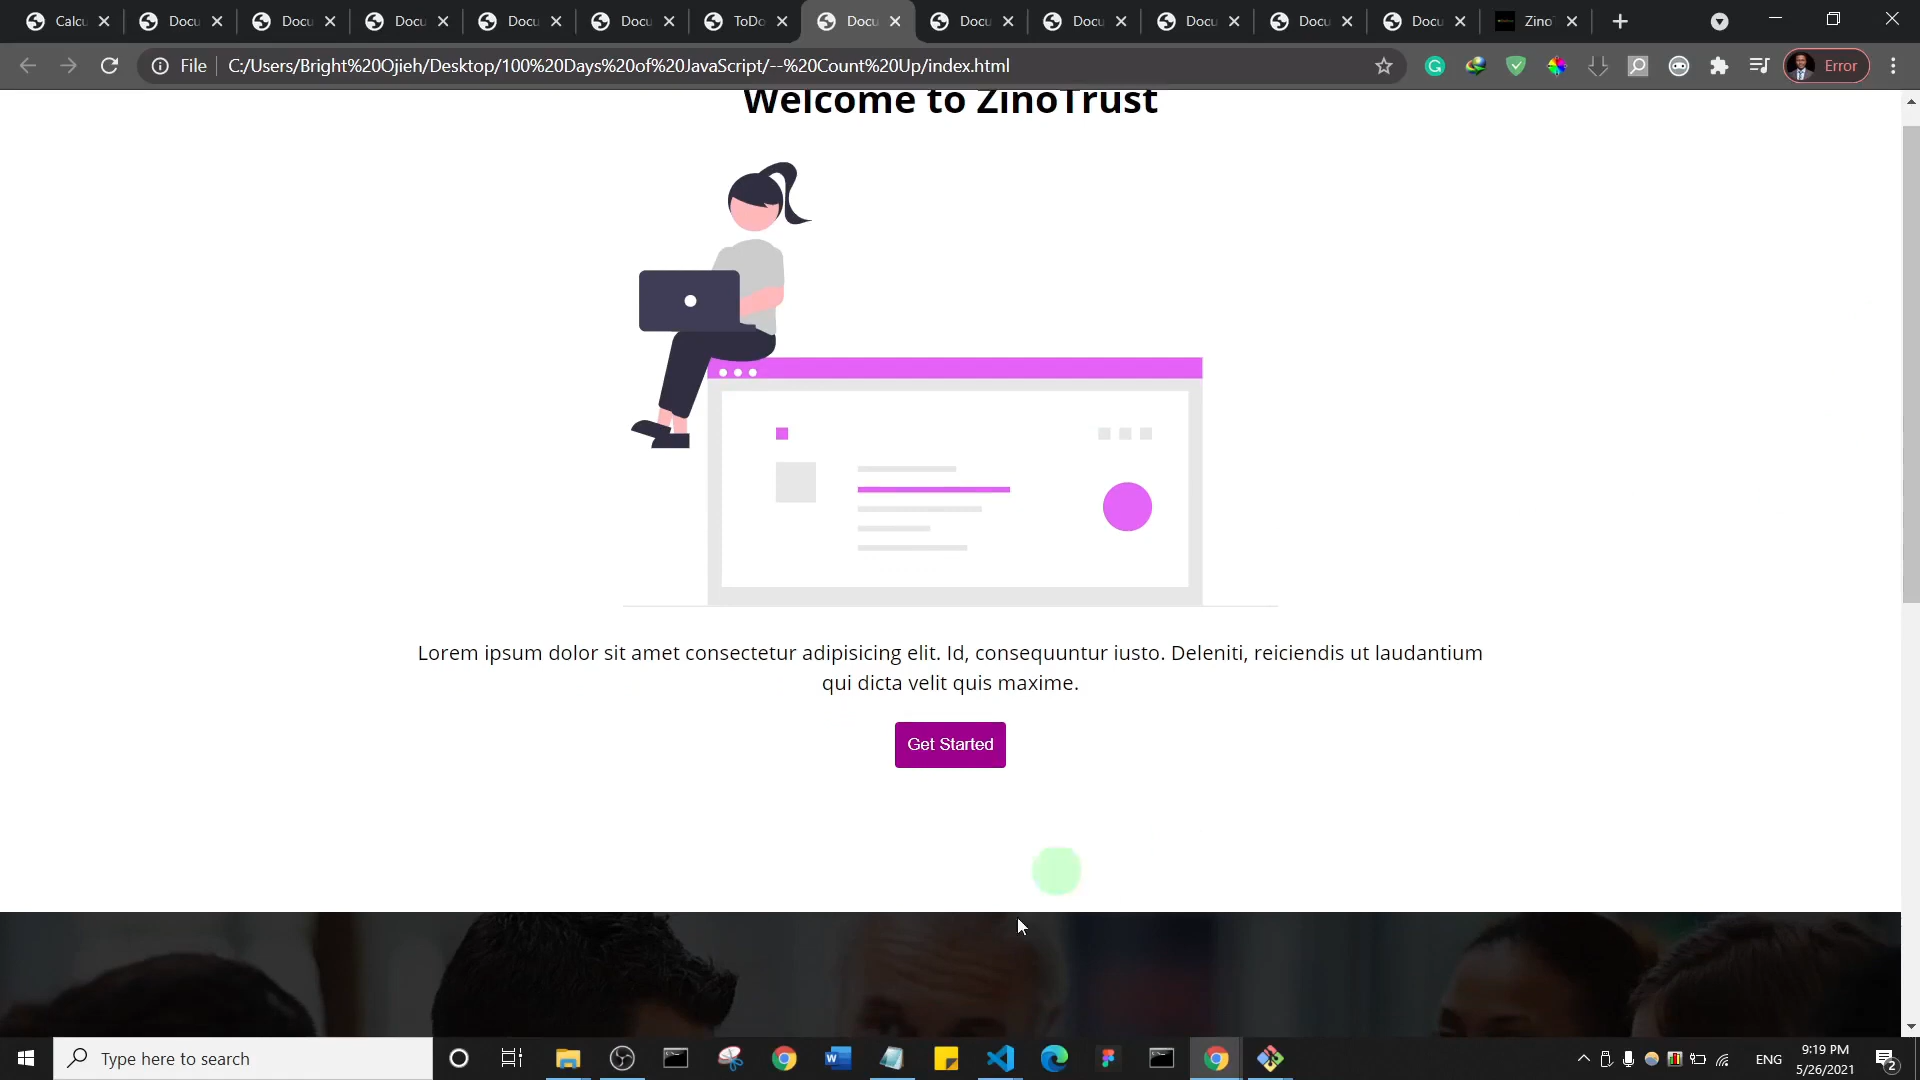 Calcu
Docu
Docu
Docu
Docu
Docu
ToDo
Docu
Docu
Docu
Docu
Docu
Docu
Zino
File
C:/Users/Bright%20Ojieh/Desktop/100%20Days%20of%20JavaScript/--%20Count%20Up/index.html
Error
Welcome to ZinoTrust
Lorem ipsum dolor sit amet consectetur adipisicing elit. Id, consequuntur iusto. Deleniti, reiciendis ut laudantium
qui dicta velit quis maxime.
Get Started
Type here to search
ENG
9:19 PM
5/26/2021
2